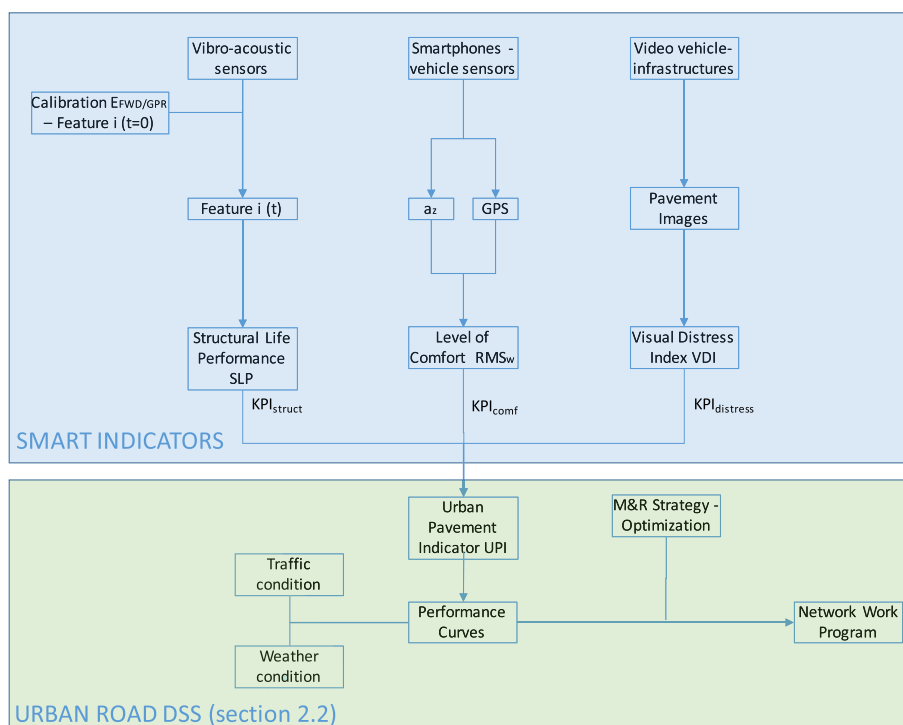 Vibro-acoustic
sensors
Smartphones -
vehicle sensors
Video vehicle-
infrastructures
Calibration EFWD/GPR
– Feature i (t=0)
Feature i (t)
az
GPS
Pavement
Images
Structural Life
Performance
SLP
Level of
Comfort RMSw
Visual Distress
Index VDI
KPIstruct
KPIcomf
KPIdistress
SMART INDICATORS
Urban
Pavement
Indicator UPI
M&R Strategy -
Optimization
Traffic
condition
Performance
Curves
Network Work
Program
Weather
condition
URBAN ROAD DSS (section 2.2)